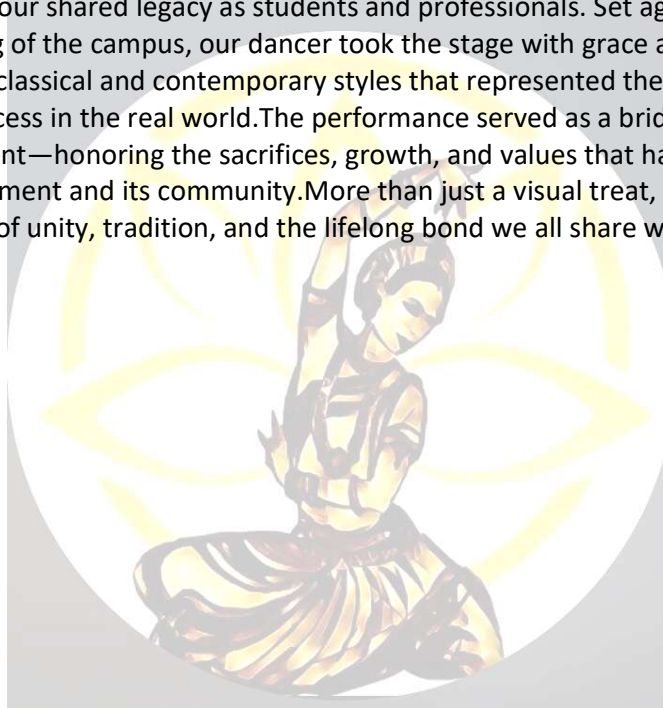 our shared legacy as students and professionals. Set ag
of the campus, our dancer took the stage with grace a
classical and contemporary styles that represented the
cess in the real world.The performance served as a brid
nt—honoring the sacrifices, growth, and values that ha
ment and its community.More than just a visual treat,
of unity, tradition, and the lifelong bond we all share w